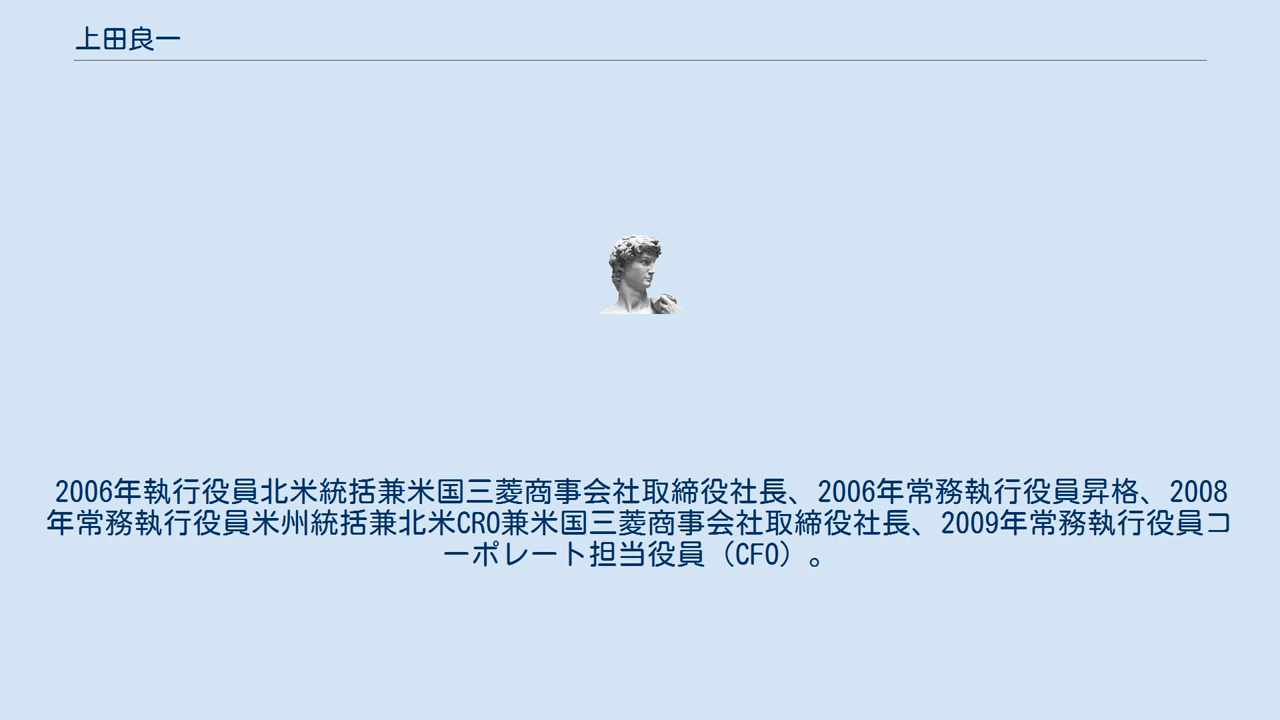 上田良一
2006年執行役員北米統括兼米国三菱商事会社取締役社長、2006年常務執行役員昇格、2008
年常務執行役員米州統括兼北米CRO兼米国三菱商事会社取締役社長、2009年常務執行役員コ
ーポレート担当役員（CFO）。